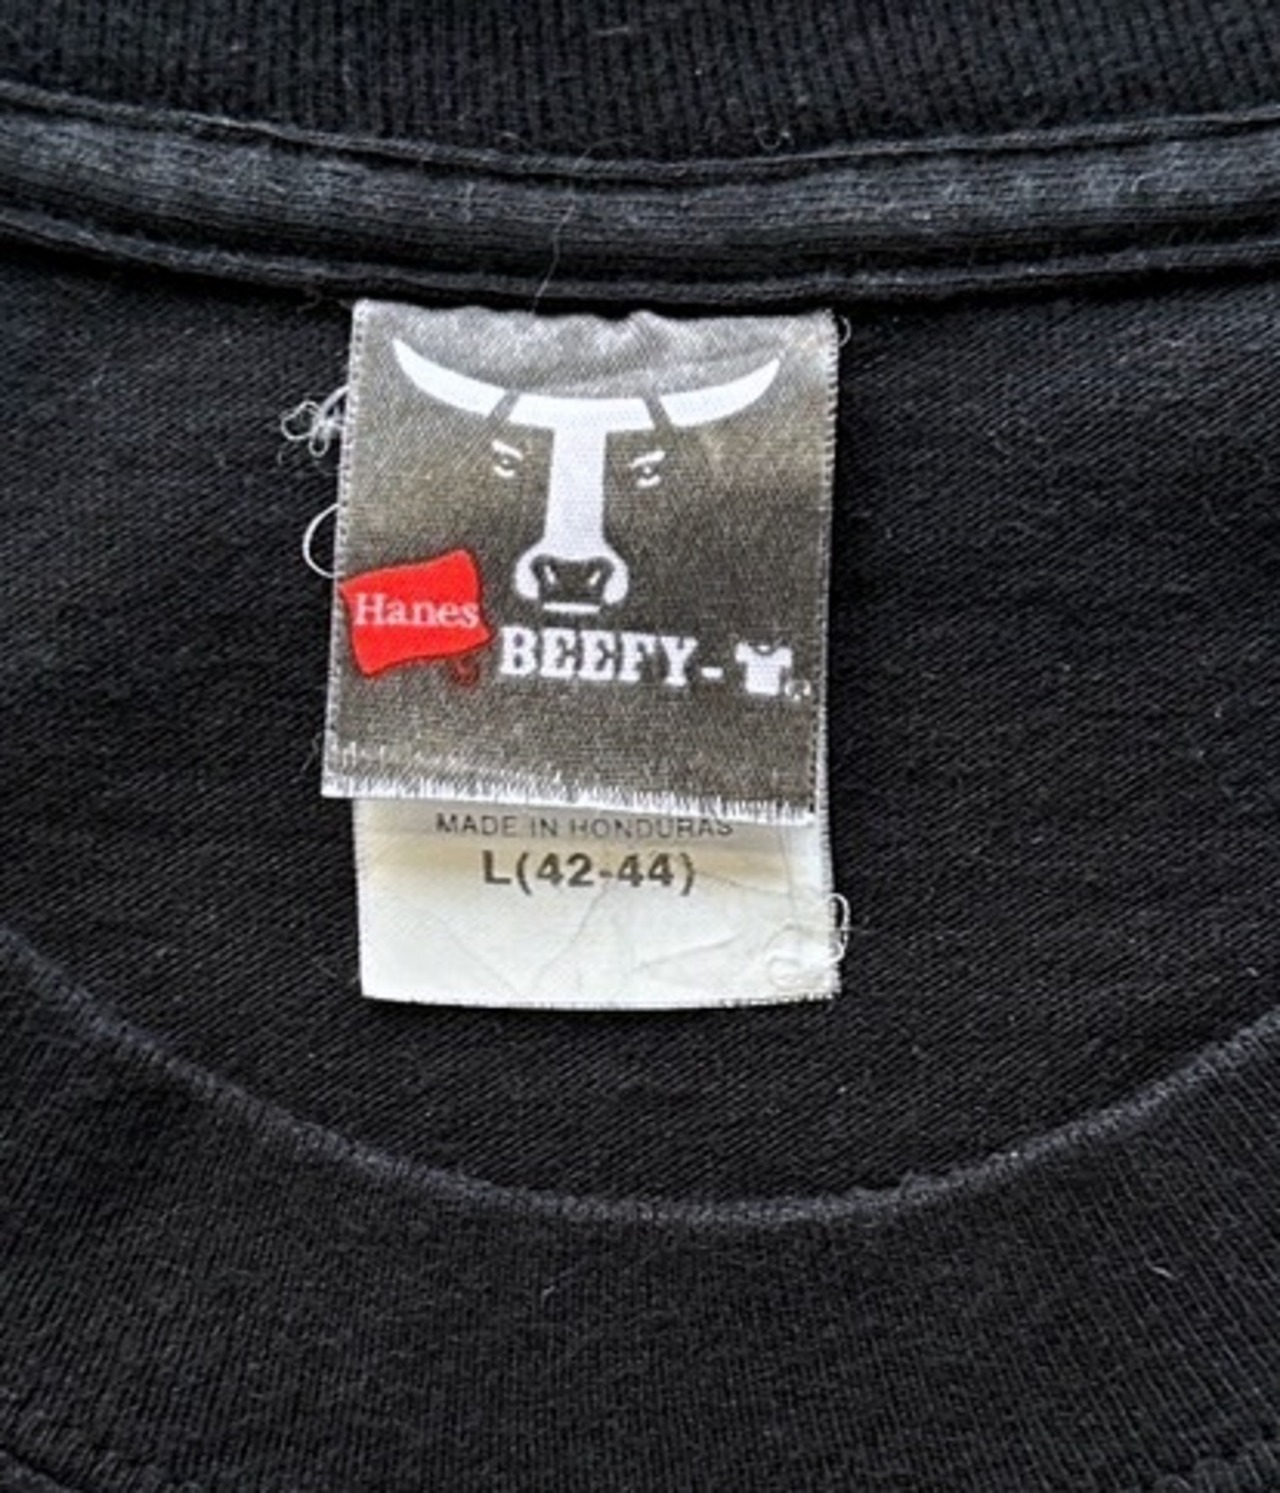 Hanes
BEEFY-
MADE IN HONDURAS
L(42-44)